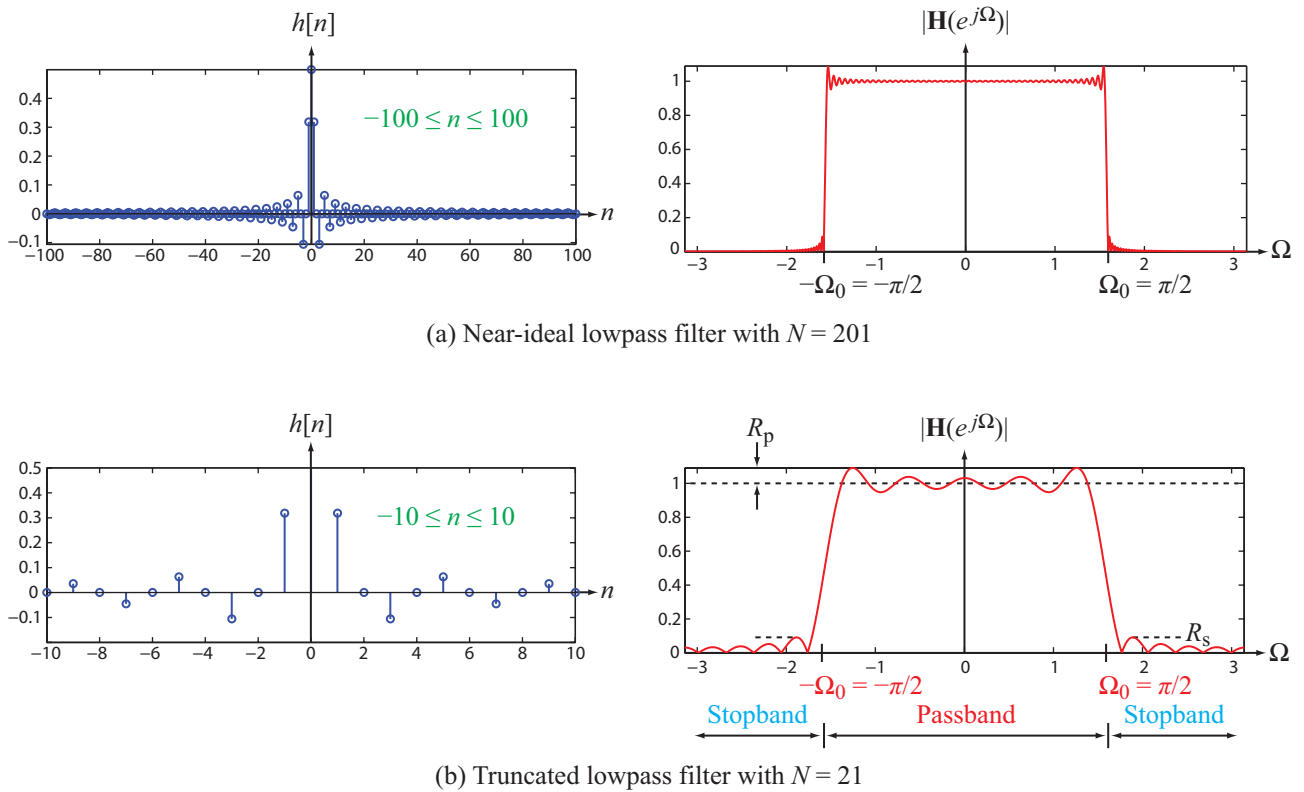 h[n]
0.5
0.4
0.3
0.2
0.1
0
−0.1
−100 ≤ n ≤ 100
n
−100 −80 −60 −40 −20 0 20 40 60 80 100
|H(e^{jΩ})|
1
0.8
0.6
0.4
0.2
0
−3 −2 −1 0 1 2 3
Ω
−Ω₀ = −π/2
Ω₀ = π/2
(a) Near-ideal lowpass filter with N = 201
h[n]
0.5
0.4
0.3
0.2
0.1
0
−0.1
−10 ≤ n ≤ 10
n
−10 −8 −6 −4 −2 0 2 4 6 8 10
|H(e^{jΩ})|
Rₚ
1
0.8
0.6
0.4
0.2
0
Rₛ
−3 −2 −1 0 1 2 3
Ω
−Ω₀ = −π/2
Ω₀ = π/2
Stopband Passband Stopband
(b) Truncated lowpass filter with N = 21